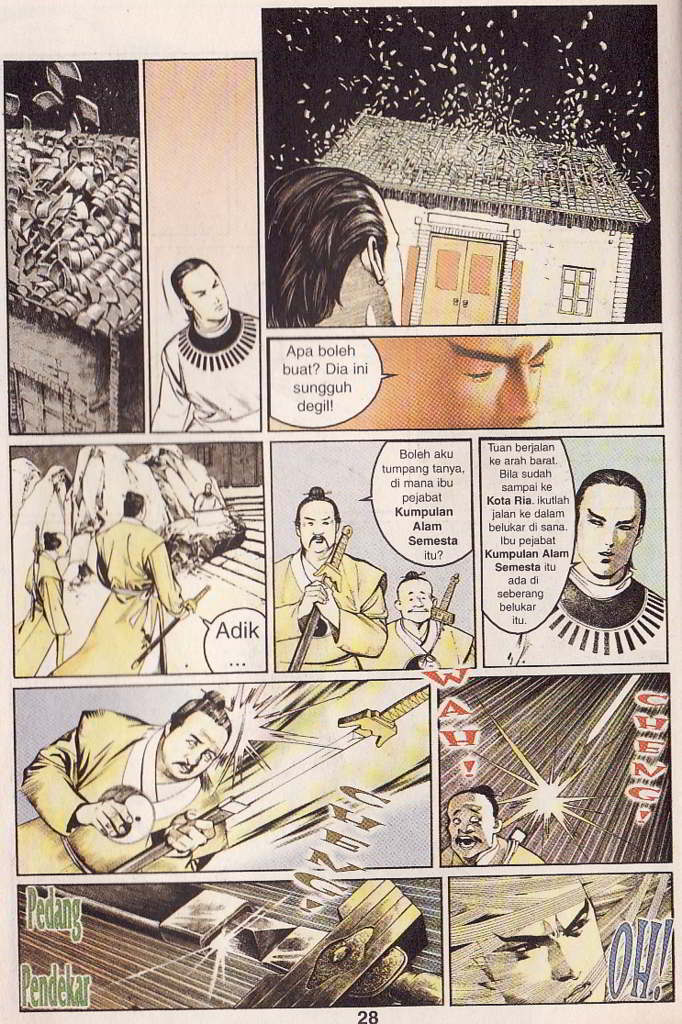 Apa boleh
buat? Dia ini
sungguh
degil!
Adik
...
Boleh aku
tumpang tanya,
di mana ibu
pejabat
Kumpulan
Alam
Semesta
itu?
Tuan berjalan
ke arah barat.
Bila sudah
sampai ke
Kota Ria. ikutlah
jalan ke dalam
belukar di sana.
Ibu pejabat
Kumpulan Alam
Semesta itu
ada di
seberang
belukar
itu.
CHENG!
WAH!
CHENG!
Pedang
Pendekar
OH!
28